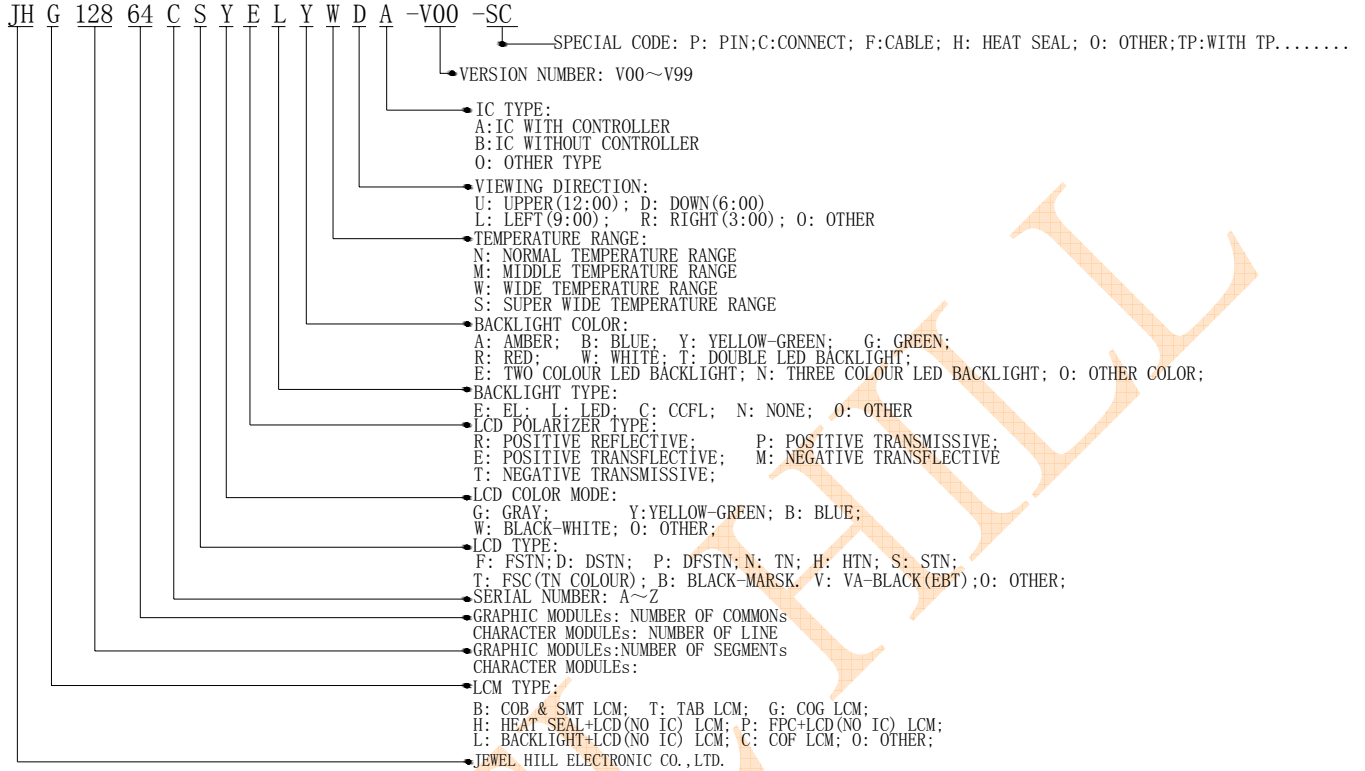 JH G 128 64 C S Y E L Y W D A -V00 -SC
SPECIAL CODE: P: PIN;C:CONNECT; F:CABLE; H: HEAT SEAL; O: OTHER;TP:WITH TP........
VERSION NUMBER: V00～V99
IC TYPE:
A:IC WITH CONTROLLER
B:IC WITHOUT CONTROLLER
O: OTHER TYPE
VIEWING DIRECTION:
U: UPPER(12:00); D: DOWN(6:00)
L: LEFT(9:00); R: RIGHT(3:00); O: OTHER
TEMPERATURE RANGE:
N: NORMAL TEMPERATURE RANGE
M: MIDDLE TEMPERATURE RANGE
W: WIDE TEMPERATURE RANGE
S: SUPER WIDE TEMPERATURE RANGE
BACKLIGHT COLOR:
A: AMBER; B: BLUE; Y: YELLOW-GREEN; G: GREEN;
R: RED; W: WHITE; T: DOUBLE LED BACKLIGHT;
E: TWO COLOUR LED BACKLIGHT; N: THREE COLOUR LED BACKLIGHT; O: OTHER COLOR;
BACKLIGHT TYPE:
E: EL; L: LED; C: CCFL; N: NONE; O: OTHER
LCD POLARIZER TYPE:
R: POSITIVE REFLECTIVE; P: POSITIVE TRANSMISSIVE;
E: POSITIVE TRANSFLECTIVE; M: NEGATIVE TRANSFLECTIVE
T: NEGATIVE TRANSMISSIVE;
LCD COLOR MODE:
G: GRAY; Y:YELLOW-GREEN; B: BLUE;
W: BLACK-WHITE; O: OTHER;
LCD TYPE:
F: FSTN;D: DSTN; P: DFSTN;N: TN; H: HTN; S: STN;
T: FSC(TN COLOUR); B: BLACK-MARSK. V: VA-BLACK(EBT);O: OTHER;
SERIAL NUMBER: A～Z
GRAPHIC MODULEs: NUMBER OF COMMONs
CHARACTER MODULEs: NUMBER OF LINE
GRAPHIC MODULEs:NUMBER OF SEGMENTs
CHARACTER MODULEs:
LCM TYPE:
B: COB & SMT LCM; T: TAB LCM; G: COG LCM;
H: HEAT SEAL+LCD(NO IC) LCM; P: FPC+LCD(NO IC) LCM;
L: BACKLIGHT+LCD(NO IC) LCM; C: COF LCM; O: OTHER;
JEWEL HILL ELECTRONIC CO.,LTD.
HILL